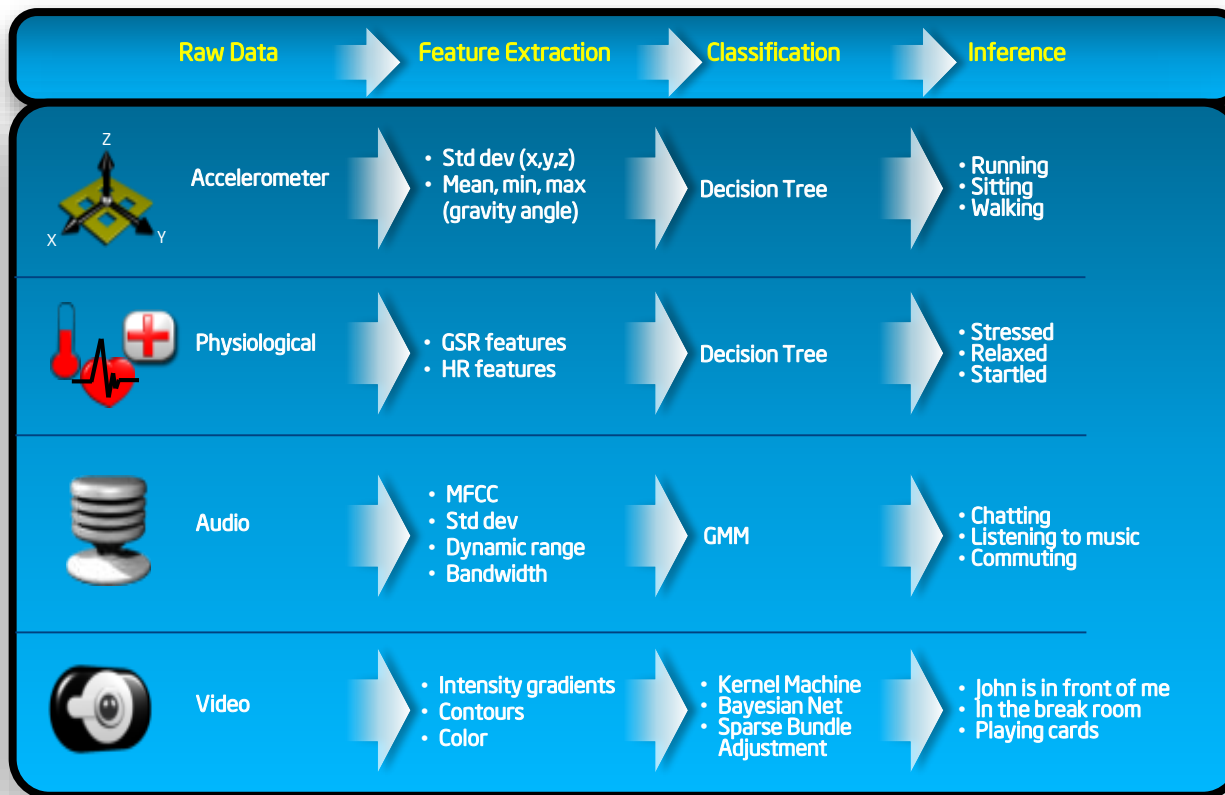 Raw Data
Feature Extraction
Classification
Inference
Z
X
Y
Accelerometer
• Std dev (x,y,z)
• Mean, min, max
(gravity angle)
Decision Tree
• Running
• Sitting
• Walking
Physiological
• GSR features
• HR features
Decision Tree
• Stressed
• Relaxed
• Startled
Audio
• MFCC
• Std dev
• Dynamic range
• Bandwidth
GMM
• Chatting
• Listening to music
• Commuting
Video
• Intensity gradients
• Contours
• Color
• Kernel Machine
• Bayesian Net
• Sparse Bundle
Adjustment
• John is in front of me
• In the break room
• Playing cards